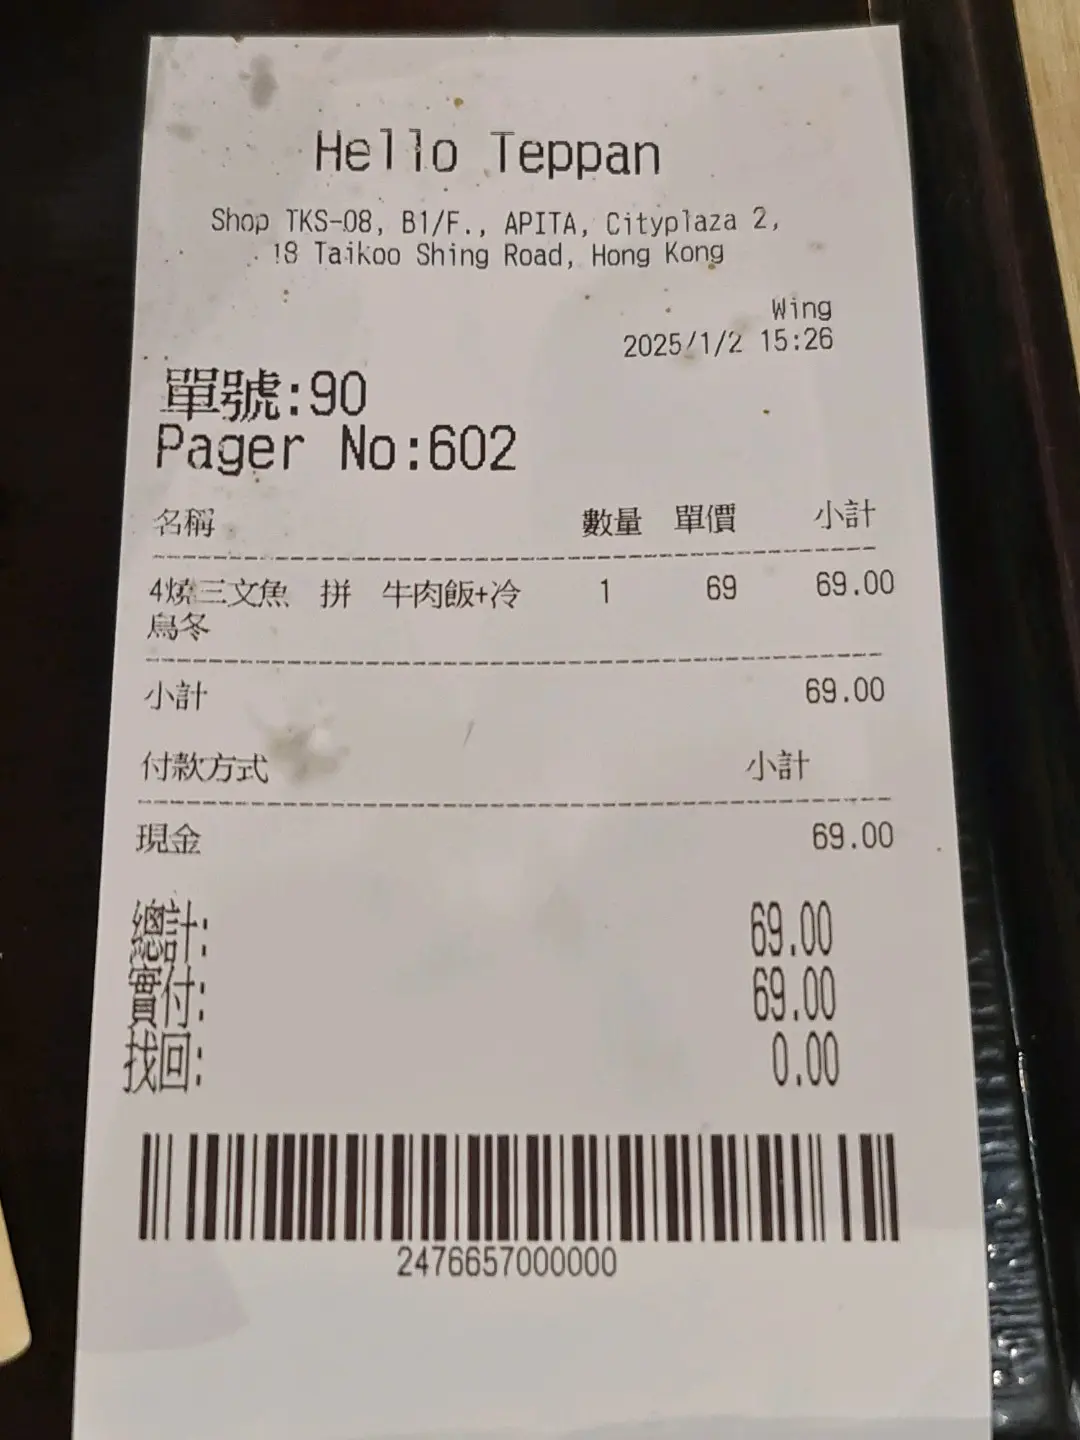 Hello Teppan
Shop TKS-08, B1/F., APITA, Cityplaza 2,
18 Taikoo Shing Road, Hong Kong
Wing
2025/1/2 15:26
單號:90
Pager No:602
名稱 數量 單價 小計
4燒三文魚 拼 牛肉飯+冷 1 69 69.00
烏冬
小計 69.00
付款方式 小計
現金 69.00
總計: 69.00
實付: 69.00
找回: 0.00
2476657000000